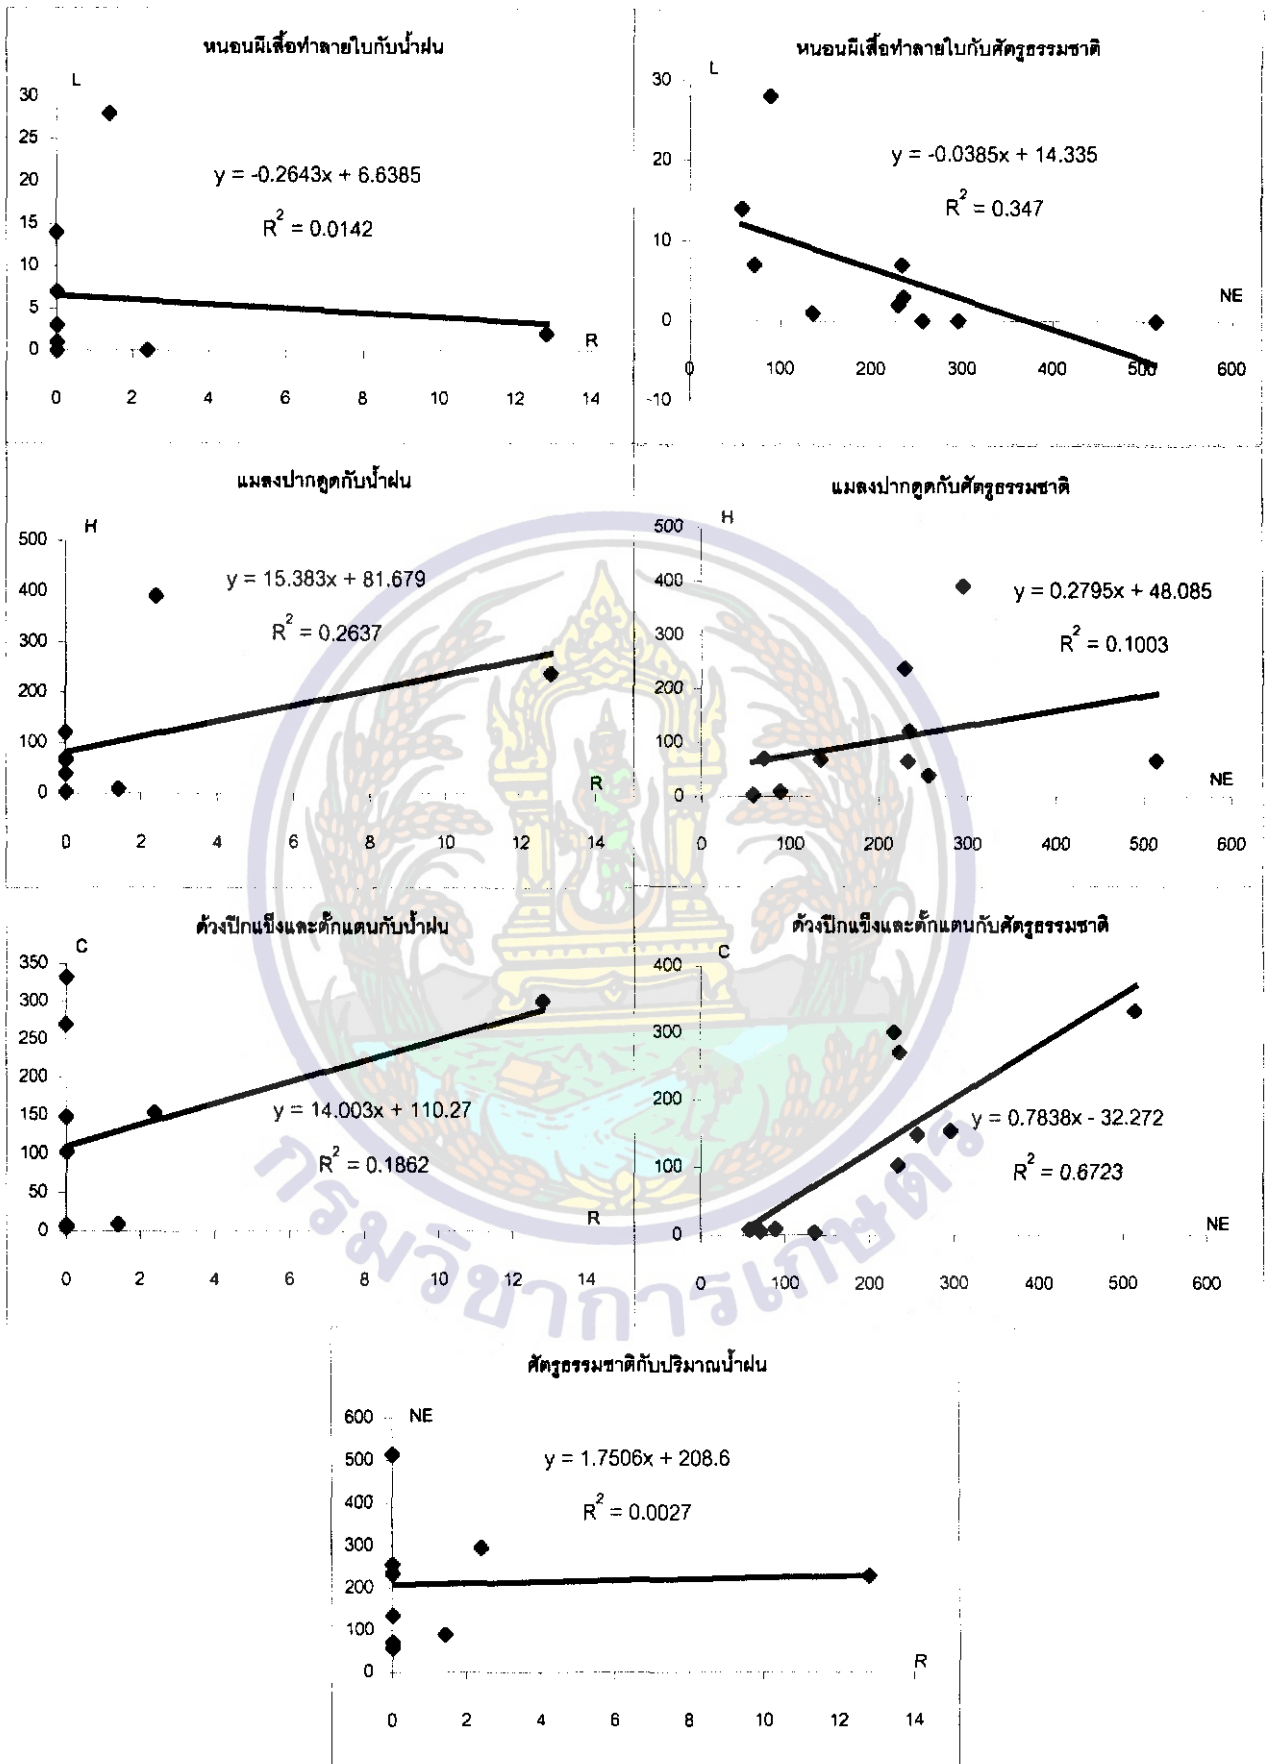 หนอนผีเสื้อทำลายใบกับน้ำฝน
L
30
25
20
15
10
5
0
y = -0.2643x + 6.6385
R² = 0.0142
R
0 2 4 6 8 10 12 14
หนอนผีเสื้อทำลายใบกับศัตรูธรรมชาติ
L
30
20
10
0
-10
y = -0.0385x + 14.335
R² = 0.347
NE
0 100 200 300 400 500 600
แมลงปากดูดกับน้ำฝน
H
500
400
300
200
100
0
y = 15.383x + 81.679
R² = 0.2637
R
0 2 4 6 8 10 12 14
แมลงปากดูดกับศัตรูธรรมชาติ
H
500
400
300
200
100
0
y = 0.2795x + 48.085
R² = 0.1003
NE
0 100 200 300 400 500 600
ด้วงปีกแข็งและตั๊กแตนกับน้ำฝน
C
350
300
250
200
150
100
50
0
y = 14.003x + 110.27
R² = 0.1862
R
0 2 4 6 8 10 12 14
ด้วงปีกแข็งและตั๊กแตนกับศัตรูธรรมชาติ
C
400
300
200
100
0
y = 0.7838x - 32.272
R² = 0.6723
NE
0 100 200 300 400 500 600
ศัตรูธรรมชาติกับปริมาณน้ำฝน
NE
600
500
400
300
200
100
0
y = 1.7506x + 208.6
R² = 0.0027
R
0 2 4 6 8 10 12 14
กรมวิชาการเกษตร